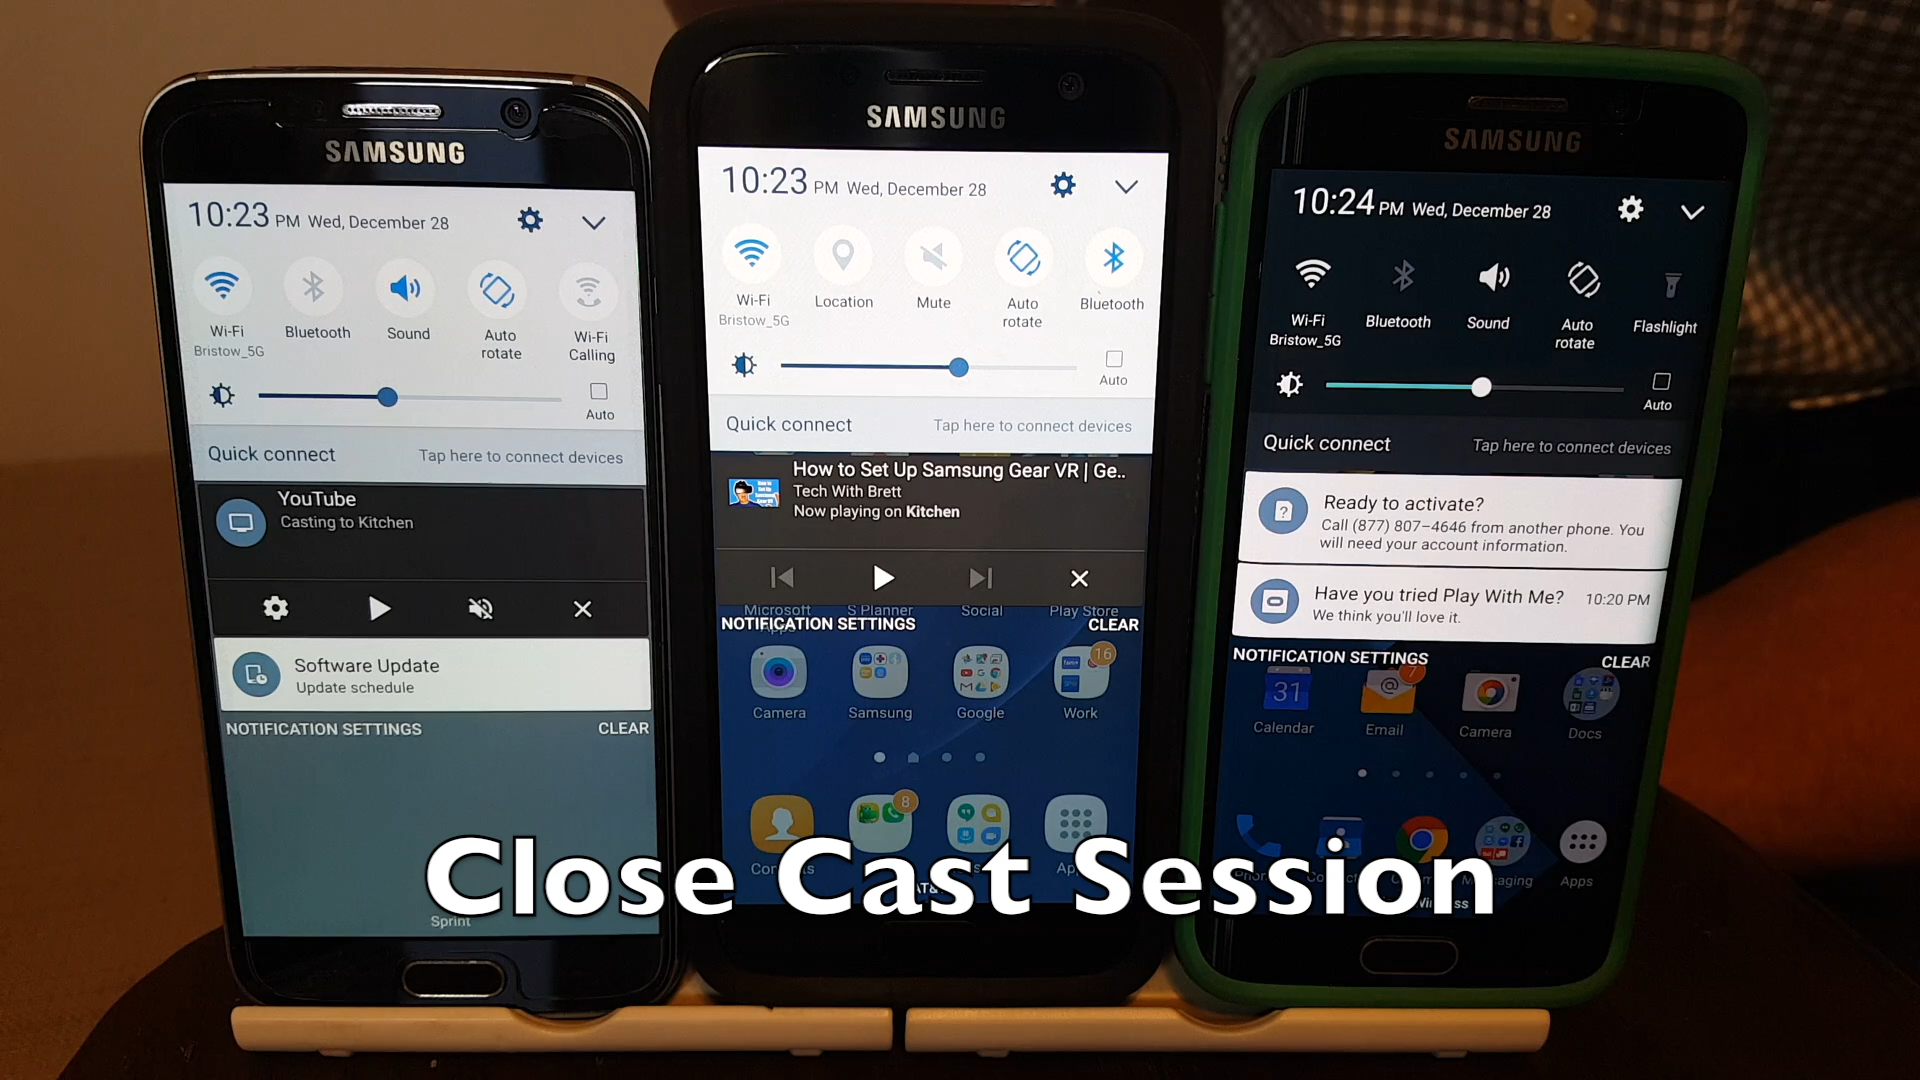 SAMSUNG
10:23 PM Wed, December 28
Wi-Fi
Bristow_5G
Bluetooth
Sound
Auto
rotate
Wi-Fi
Calling
Auto
Quick connect
Tap here to connect devices
YouTube
Casting to Kitchen
Software Update
Update schedule
NOTIFICATION SETTINGS
CLEAR
Sprint
SAMSUNG
10:23 PM Wed, December 28
Wi-Fi
Bristow_5G
Location
Mute
Auto
rotate
Bluetooth
Auto
Quick connect
Tap here to connect devices
How to Set Up Samsung Gear VR | Ge..
Tech With Brett
Now playing on Kitchen
Microsoft
S Planner
Social
Play Store
NOTIFICATION SETTINGS
CLEAR
16
Camera
Samsung
Google
Work
8
SAMSUNG
10:24 PM Wed, December 28
Wi-Fi
Bristow_5G
Bluetooth
Sound
Auto
rotate
Flashlight
Auto
Quick connect
Tap here to connect devices
Ready to activate?
Call (877) 807-4646 from another phone. You
will need your account information.
Have you tried Play With Me? 10:20 PM
We think you'll love it.
NOTIFICATION SETTINGS
CLEAR
31
7
Calendar
Email
Camera
Docs
Apps
Close Cast Session